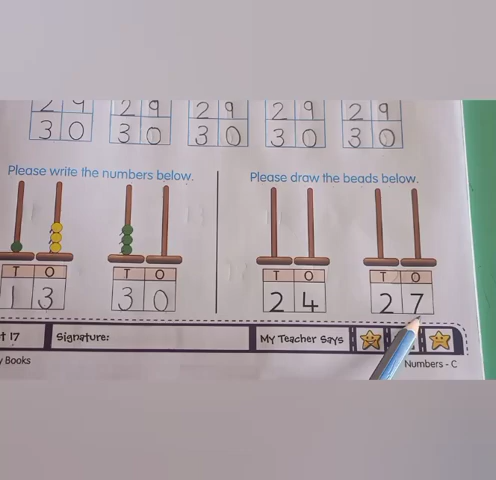 2 9 2 9 2 9 2 9 2 9
3 0 3 0 3 0 3 0 3 0
Please write the numbers below. Please draw the beads below.
T O T O T O T O
1 3 3 0 2 4 2 7
t 17 Signature: My Teacher Says
y Books Numbers - C